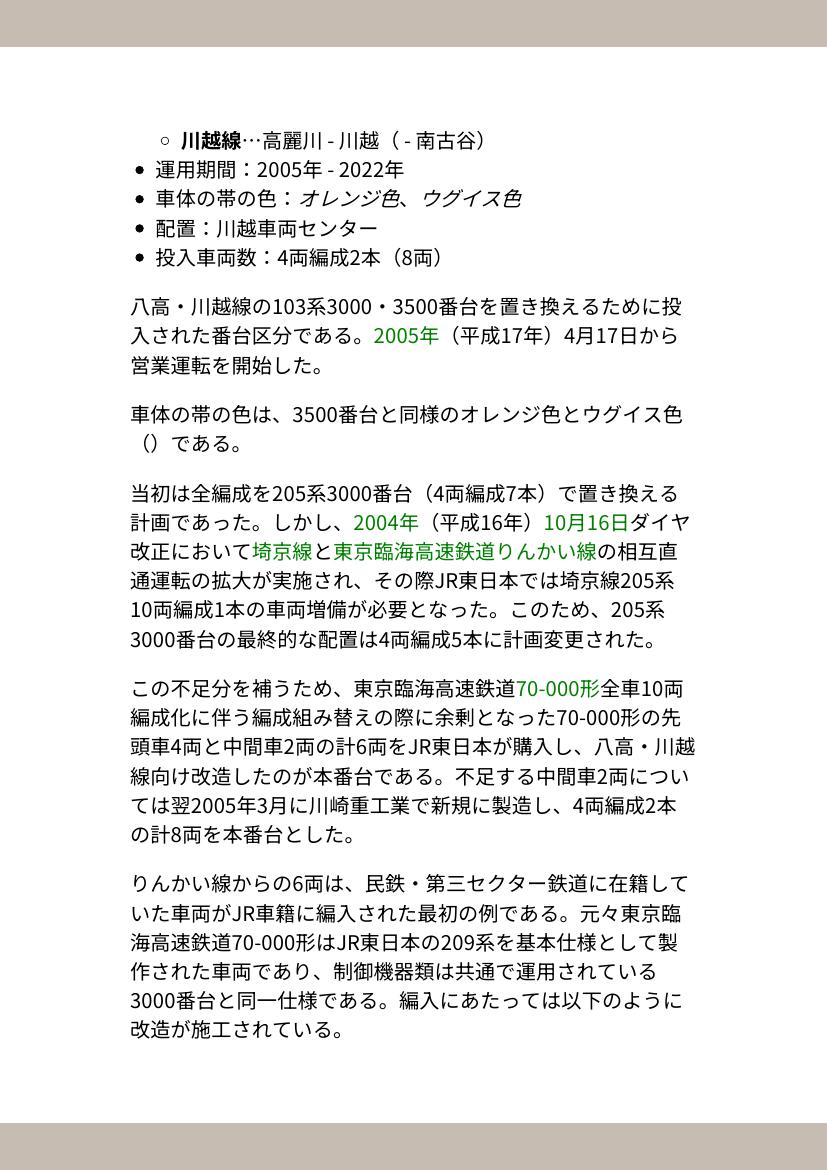 川越線…高麗川 - 川越（ - 南古谷）
運用期間：2005年 - 2022年
車体の帯の色：オレンジ色、ウグイス色
配置：川越車両センター
投入車両数：4両編成2本（8両）
八高・川越線の103系3000・3500番台を置き換えるために投
入された番台区分である。2005年（平成17年）4月17日から
営業運転を開始した。
車体の帯の色は、3500番台と同様のオレンジ色とウグイス色
（）である。
当初は全編成を205系3000番台（4両編成7本）で置き換える
計画であった。しかし、2004年（平成16年）10月16日ダイヤ
改正において埼京線と東京臨海高速鉄道りんかい線の相互直
通運転の拡大が実施され、その際JR東日本では埼京線205系
10両編成1本の車両増備が必要となった。このため、205系
3000番台の最終的な配置は4両編成5本に計画変更された。
この不足分を補うため、東京臨海高速鉄道70-000形全車10両
編成化に伴う編成組み替えの際に余剰となった70-000形の先
頭車4両と中間車2両の計6両をJR東日本が購入し、八高・川越
線向け改造したのが本番台である。不足する中間車2両につい
ては翌2005年3月に川崎重工業で新規に製造し、4両編成2本
の計8両を本番台とした。
りんかい線からの6両は、民鉄・第三セクター鉄道に在籍して
いた車両がJR車籍に編入された最初の例である。元々東京臨
海高速鉄道70-000形はJR東日本の209系を基本仕様として製
作された車両であり、制御機器類は共通で運用されている
3000番台と同一仕様である。編入にあたっては以下のように
改造が施工されている。